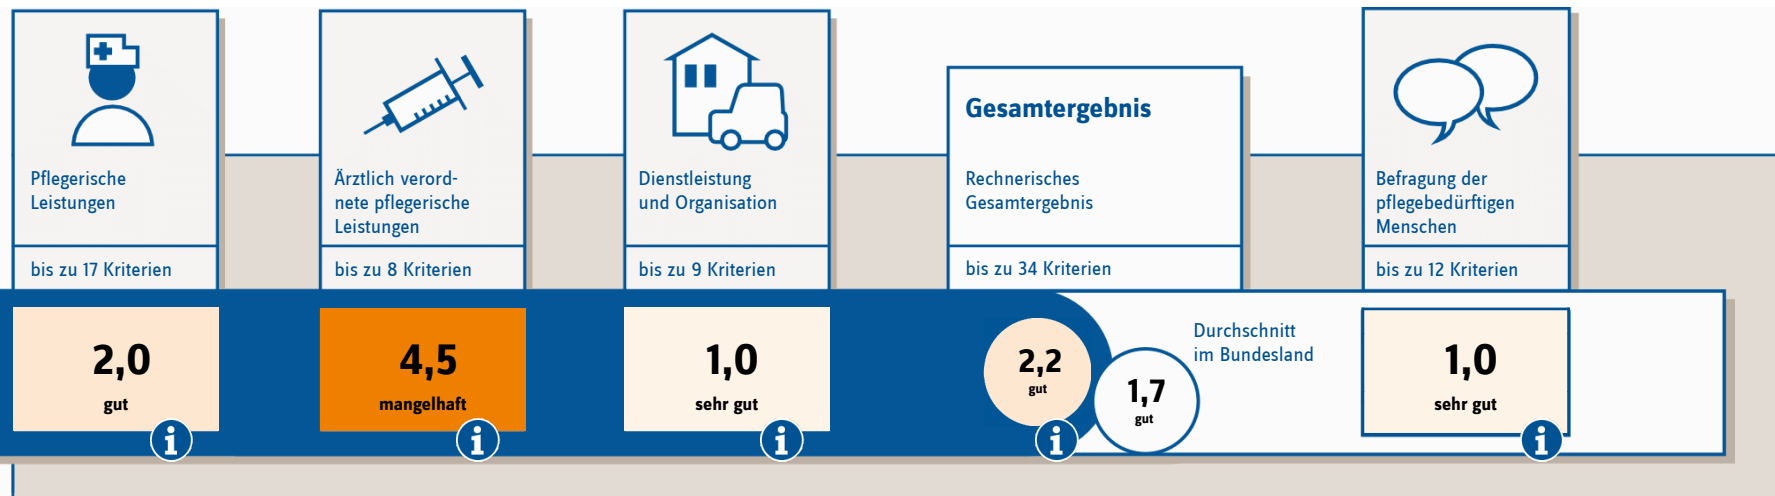 Pflegerische
Leistungen
bis zu 17 Kriterien
2,0
gut
i
Ärztlich verord-
nete pflegerische
Leistungen
bis zu 8 Kriterien
4,5
mangelhaft
i
Dienstleistung
und Organisation
bis zu 9 Kriterien
1,0
sehr gut
i
Gesamtergebnis
Rechnerisches
Gesamtergebnis
bis zu 34 Kriterien
2,2
gut
i
1,7
gut
Durchschnitt
im Bundesland
Befragung der
pflegebedürftigen
Menschen
bis zu 12 Kriterien
1,0
sehr gut
i